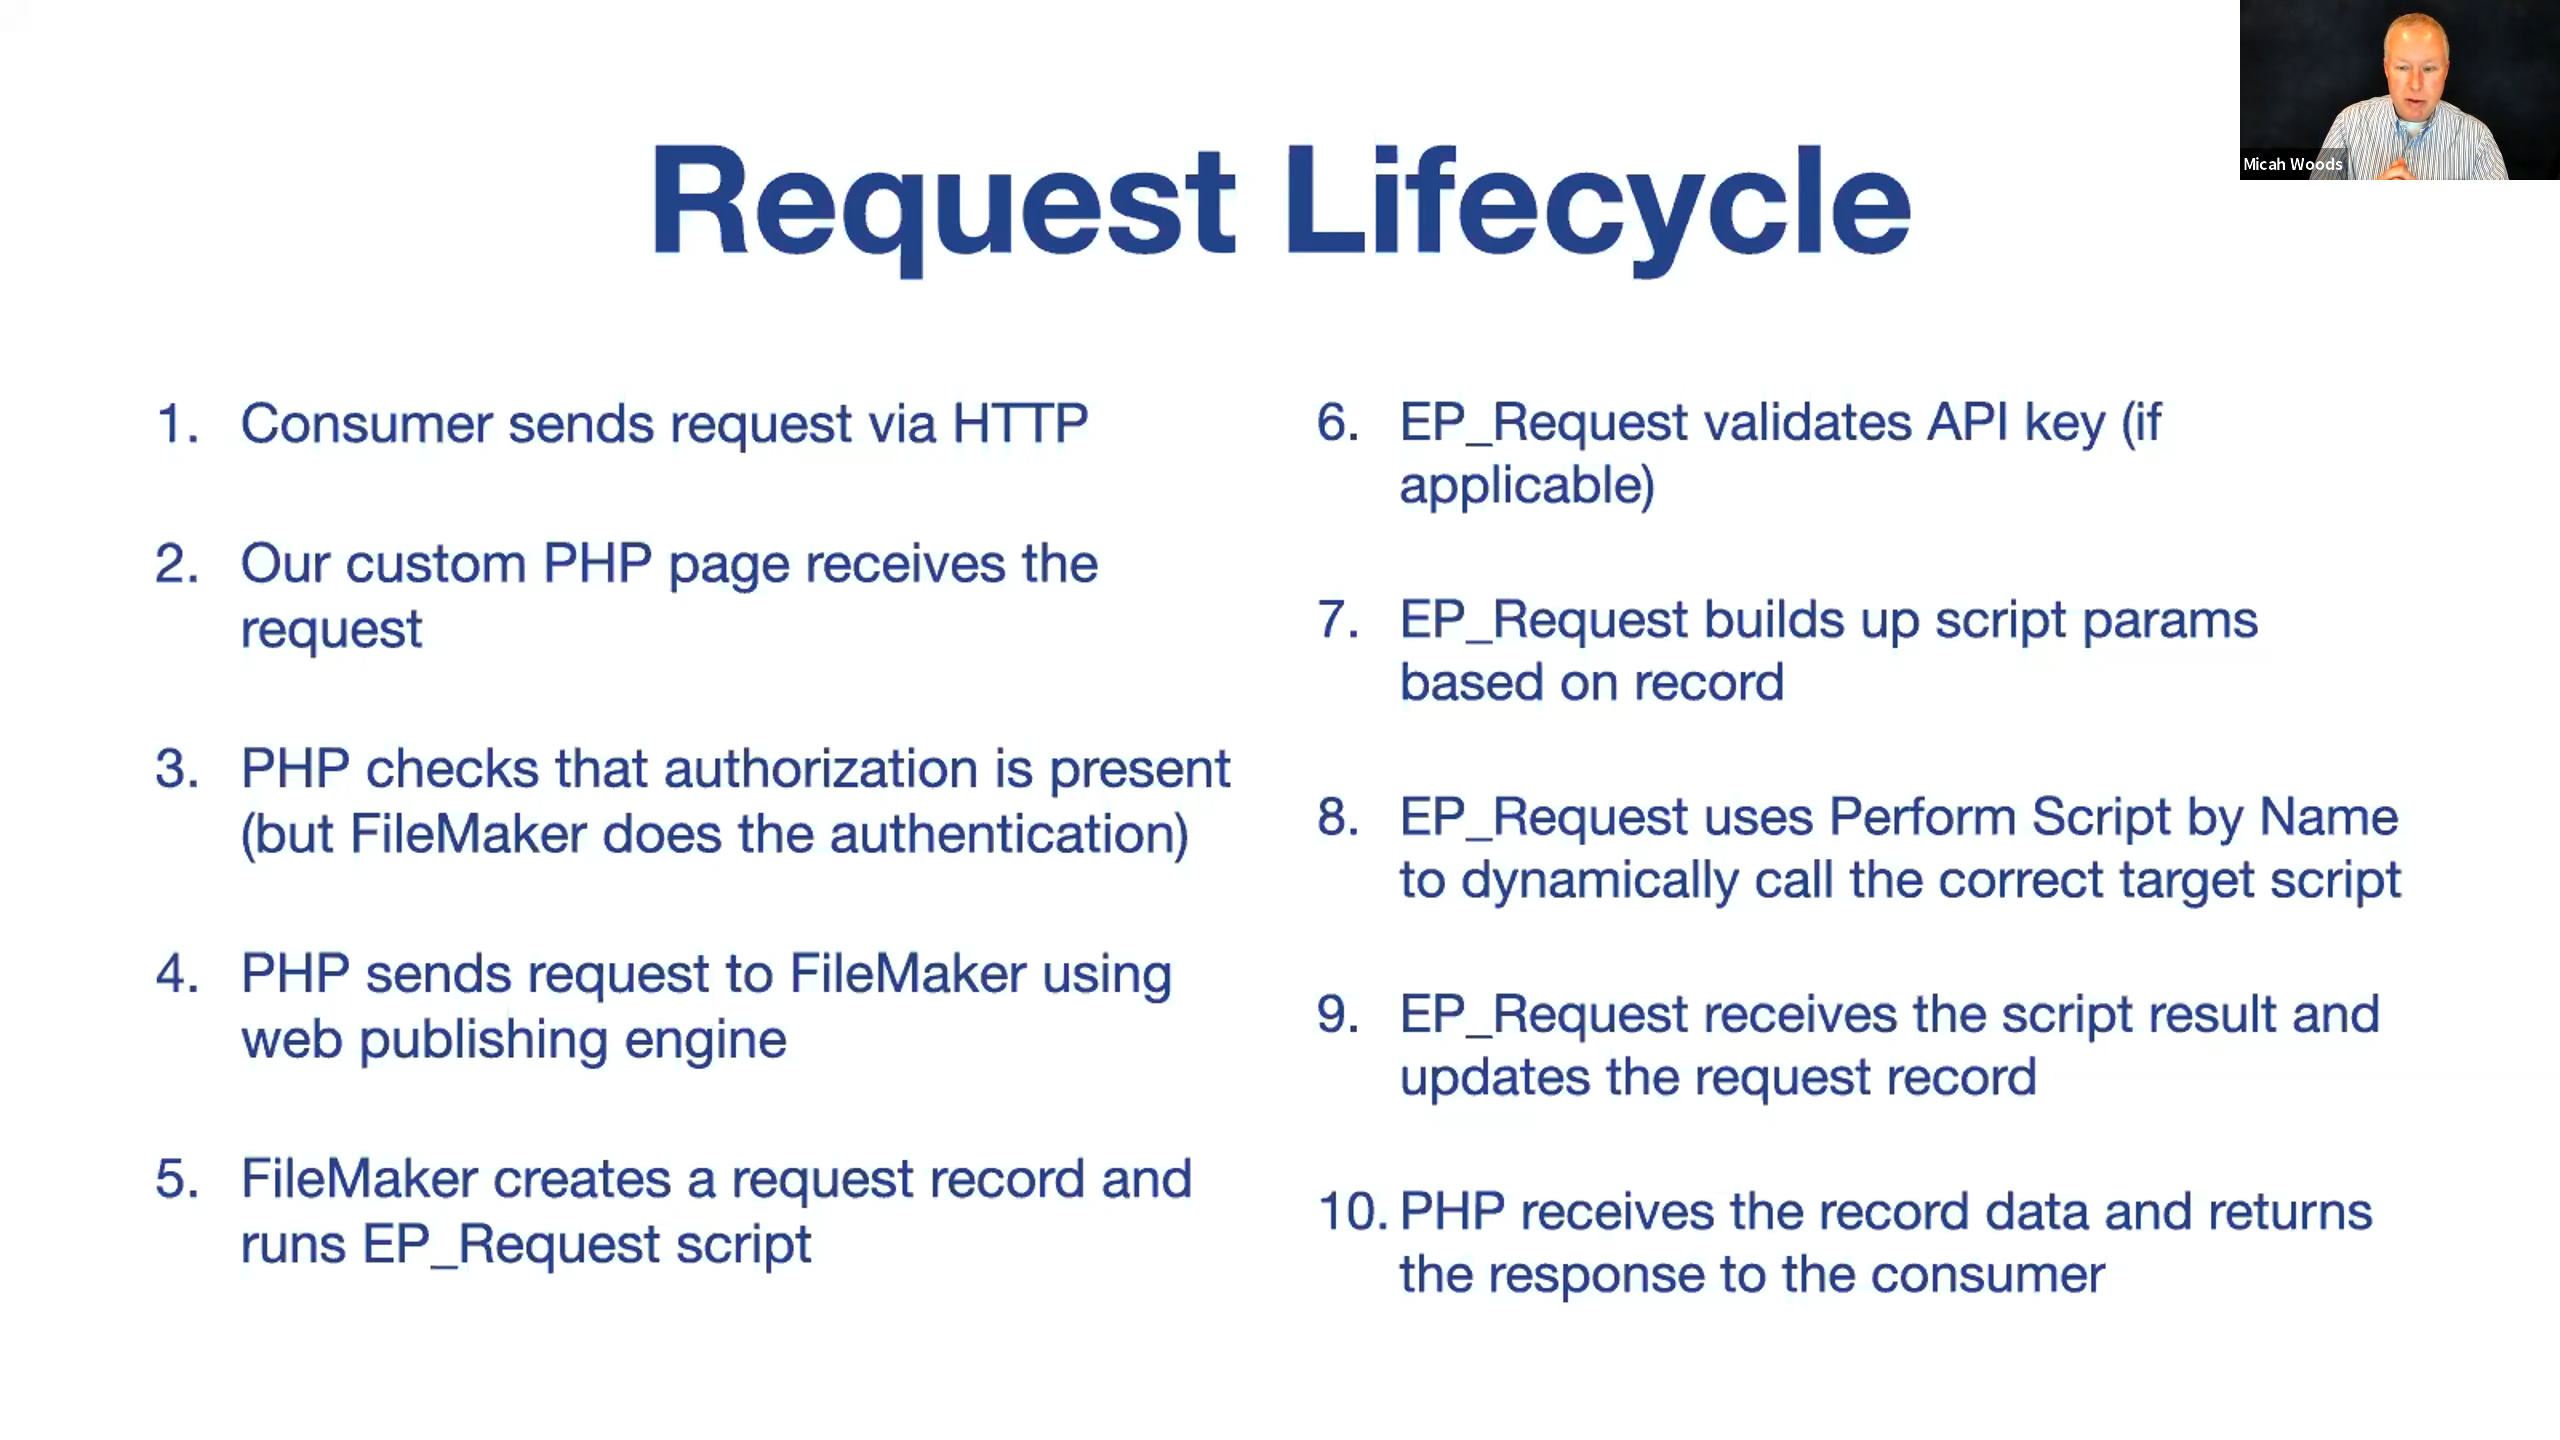 Request Lifecycle
1. Consumer sends request via HTTP
2. Our custom PHP page receives the
request
3. PHP checks that authorization is present
(but FileMaker does the authentication)
4. PHP sends request to FileMaker using
web publishing engine
5. FileMaker creates a request record and
runs EP_Request script
6. EP_Request validates API key (if
applicable)
7. EP_Request builds up script params
based on record
8. EP_Request uses Perform Script by Name
to dynamically call the correct target script
9. EP_Request receives the script result and
updates the request record
10. PHP receives the record data and returns
the response to the consumer
Micah Woods